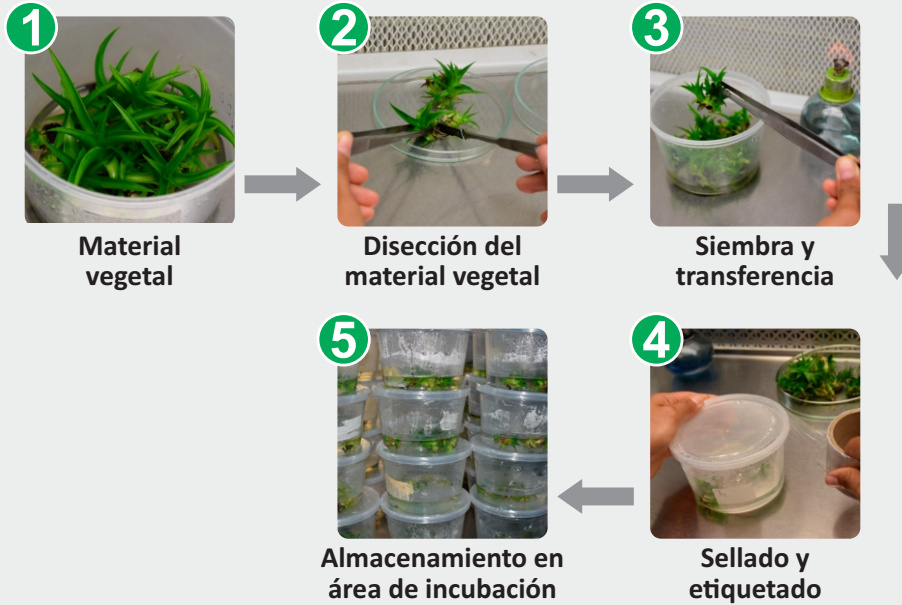 1
Material
vegetal
2
Disección del
material vegetal
3
Siembra y
transferencia
4
Sellado y
etiquetado
5
Almacenamiento en
área de incubación